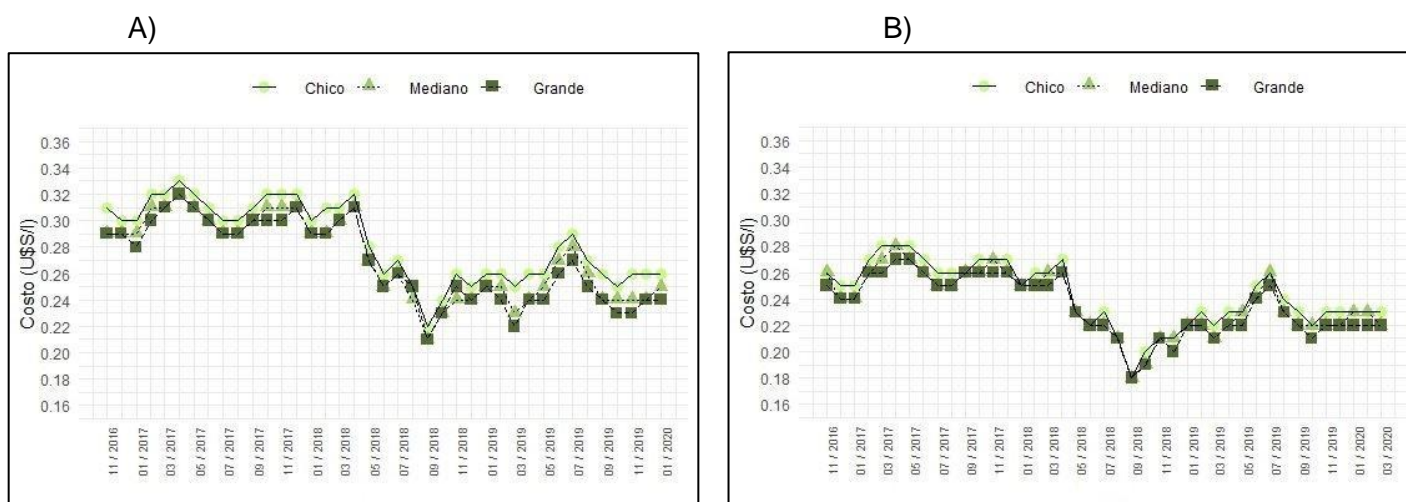 A)
Chico Mediano Grande
Costo (U$S/l)
0.36
0.34
0.32
0.30
0.28
0.26
0.24
0.22
0.20
0.18
0.16
11 / 2016
01 / 2017
03 / 2017
05 / 2017
07 / 2017
09 / 2017
11 / 2017
01 / 2018
03 / 2018
05 / 2018
07 / 2018
09 / 2018
11 / 2018
01 / 2019
03 / 2019
05 / 2019
07 / 2019
09 / 2019
11 / 2019
01 / 2020
B)
Chico Mediano Grande
Costo (U$S/l)
0.36
0.34
0.32
0.30
0.28
0.26
0.24
0.22
0.20
0.18
0.16
11 / 2016
01 / 2017
03 / 2017
05 / 2017
07 / 2017
09 / 2017
11 / 2017
01 / 2018
03 / 2018
05 / 2018
07 / 2018
09 / 2018
11 / 2018
01 / 2019
03 / 2019
05 / 2019
07 / 2019
09 / 2019
11 / 2019
01 / 2020
03 / 2020